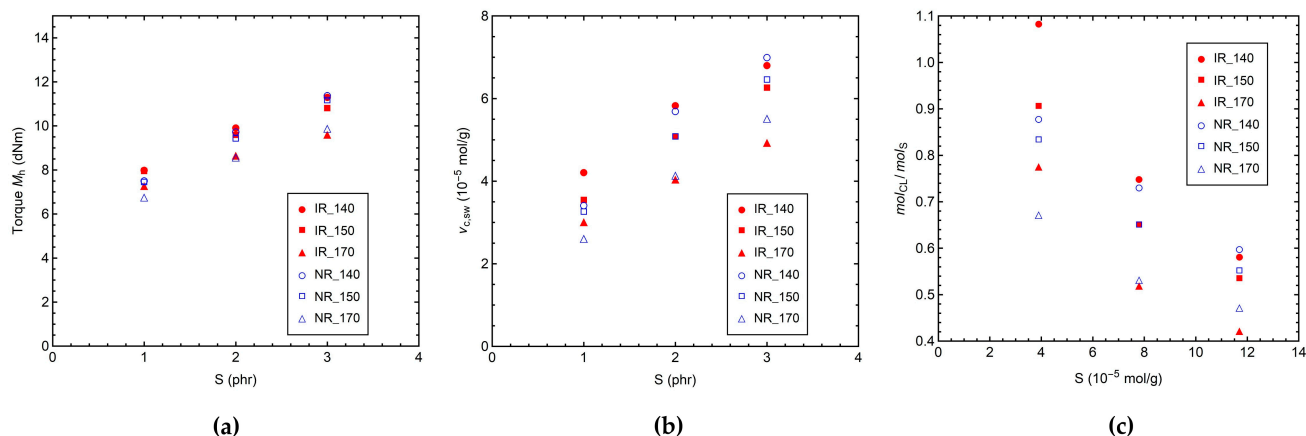 14
12
10
8
6
4
2
0
0
1
2
3
4
Torque Mh (dNm)
S (phr)
IR_140
IR_150
IR_170
NR_140
NR_150
NR_170
(a)
8
6
4
2
0
0
1
2
3
4
νc,sw (10⁻⁵ mol/g)
S (phr)
IR_140
IR_150
IR_170
NR_140
NR_150
NR_170
(b)
1.1
1.0
0.9
0.8
0.7
0.6
0.5
0.4
0
2
4
6
8
10
12
14
molCL/molS
S (10⁻⁵ mol/g)
IR_140
IR_150
IR_170
NR_140
NR_150
NR_170
(c)